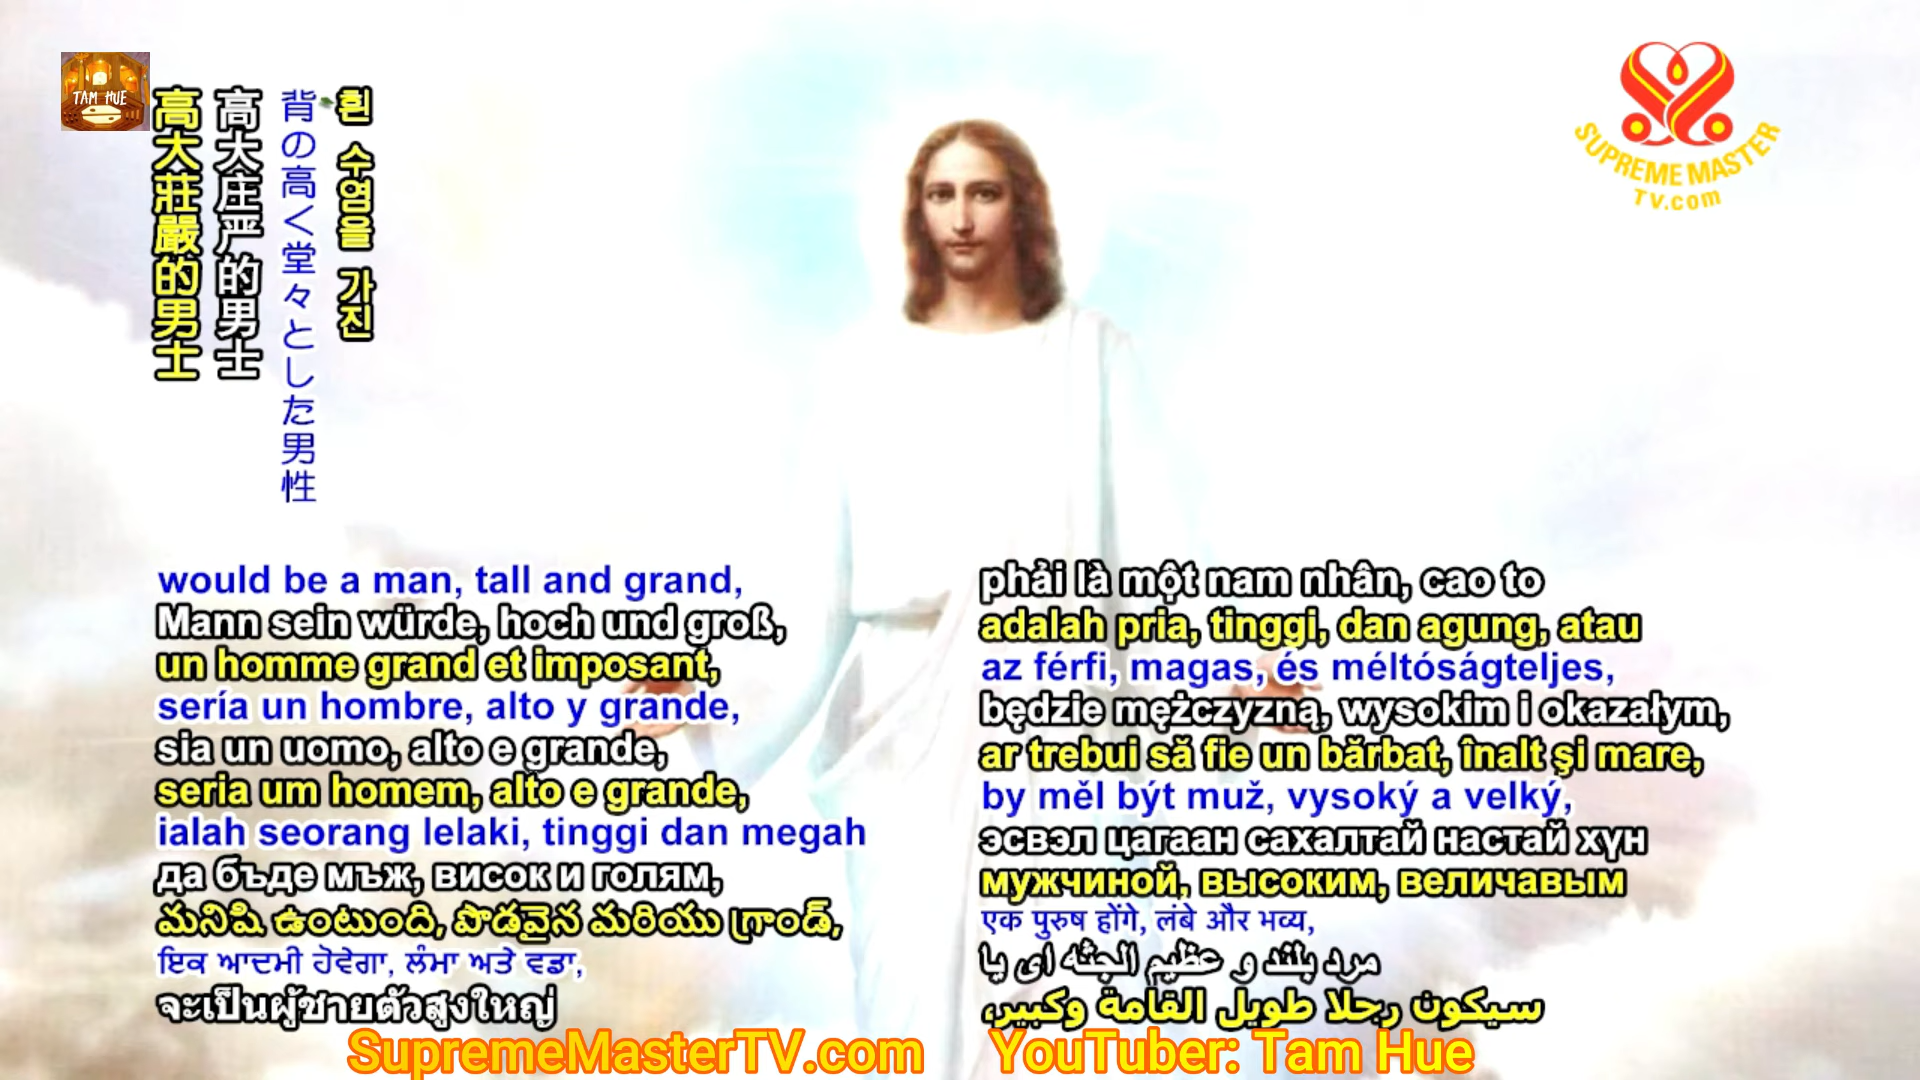 TAM HUE
高大莊嚴的男士
高大庄严的男士
背の高く堂々とした男性
흰 수염을 가진
SUPREME MASTER
TV.com
would be a man, tall and grand,
Mann sein würde, hoch und groß,
un homme grand et imposant,
sería un hombre, alto y grande,
sia un uomo, alto e grande,
seria um homem, alto e grande,
ialah seorang lelaki, tinggi dan megah
да бъде мъж, висок и голям,
మనిషి ఉంటుంది, పొడవైన మరియు గ్రాండ్,
ਇਕ ਆਦਮੀ ਹੋਵੇਗਾ, ਲੰਮਾ ਅਤੇ ਵਡਾ,
จะเป็นผู้ชายตัวสูงใหญ่
phải là một nam nhân, cao to
adalah pria, tinggi, dan agung, atau
az férfi, magas, és méltóságteljes,
będzie mężczyzną, wysokim i okazałym,
ar trebui să fie un bărbat, înalt şi mare,
by měl být muž, vysoký a velký,
эсвэл цагаан сахалтай настай хүн
мужчиной, высоким, величавым
एक पुरुष होंगे, लंबे और भव्य,
مرد بلند و عظیم الجثه ای یا
سيكون رجلا طويل القامة وكبير،
SupremeMasterTV.com
YouTuber: Tam Hue